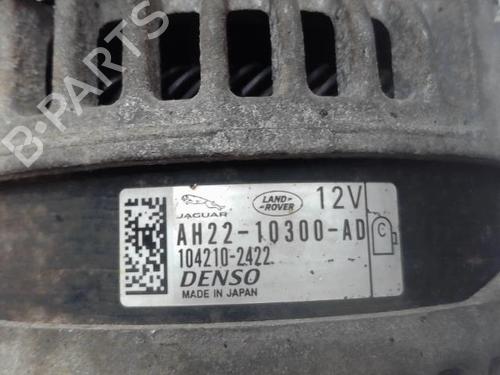 B-PARTS
JAGUAR
LAND-
ROVER
12V
AH22-10300-AD
C
104210-2422
DENSO
MADE IN JAPAN